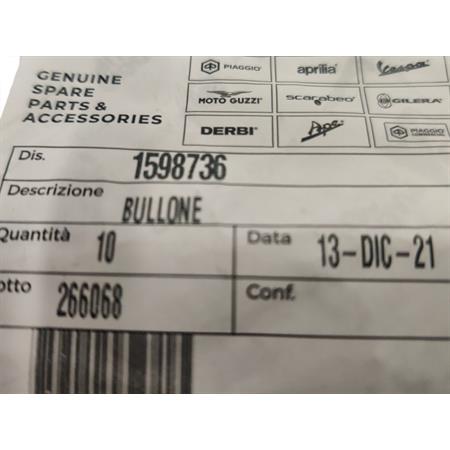 GENUINE
SPARE
PARTS &
ACCESSORIES
PIAGGIO
aprilia
Vespa
MOTO GUZZI
scarabeo
GILERA
DERBI
Ape
PIAGGIO
COMMERCIAL
Dis. 1598736
Descrizione
BULLONE
Quantità 10 Data 13-DIC-21
otto 266068 Conf.